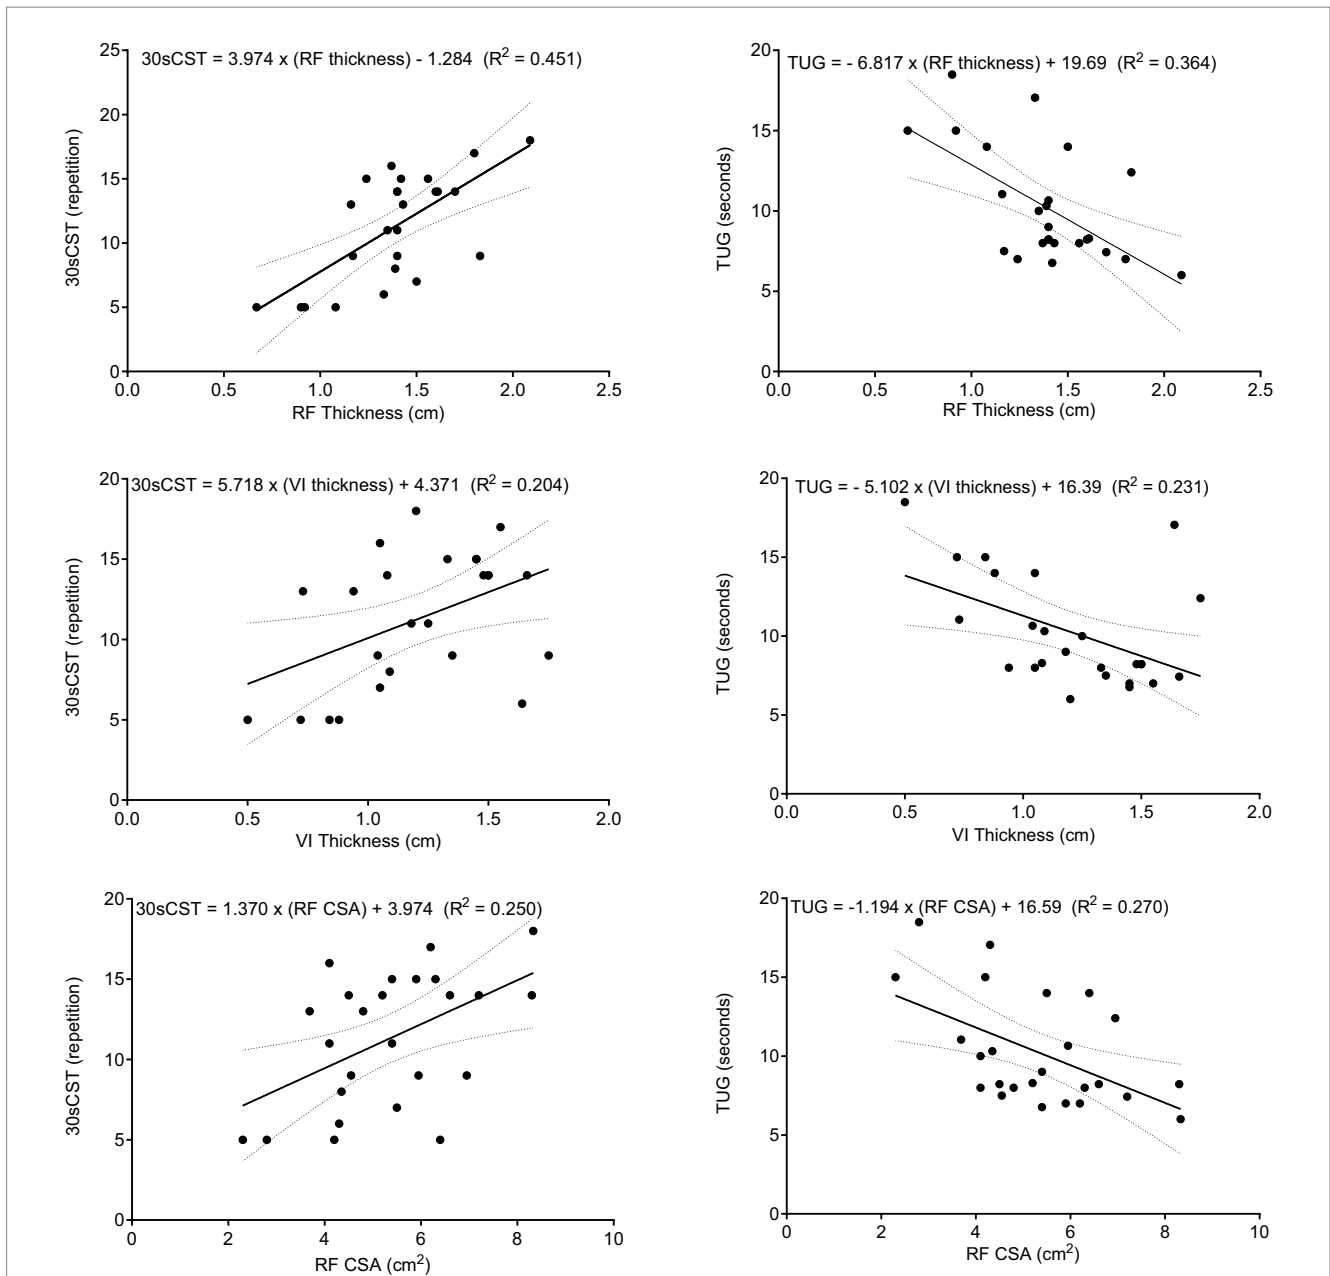 30sCST = 3.974 x (RF thickness) - 1.284 (R2 = 0.451)
25
20
15
10
5
0
30sCST (repetition)
0.0 0.5 1.0 1.5 2.0 2.5
RF Thickness (cm)
TUG = - 6.817 x (RF thickness) + 19.69 (R2 = 0.364)
20
15
10
5
0
TUG (seconds)
0.0 0.5 1.0 1.5 2.0 2.5
RF Thickness (cm)
30sCST = 5.718 x (VI thickness) + 4.371 (R2 = 0.204)
20
15
10
5
0
30sCST (repetition)
0.0 0.5 1.0 1.5 2.0
VI Thickness (cm)
TUG = - 5.102 x (VI thickness) + 16.39 (R2 = 0.231)
20
15
10
5
0
TUG (seconds)
0.0 0.5 1.0 1.5 2.0
VI Thickness (cm)
30sCST = 1.370 x (RF CSA) + 3.974 (R2 = 0.250)
20
15
10
5
0
30sCST (repetition)
0 2 4 6 8 10
RF CSA (cm2)
TUG = -1.194 x (RF CSA) + 16.59 (R2 = 0.270)
20
15
10
5
0
TUG (seconds)
0 2 4 6 8 10
RF CSA (cm2)